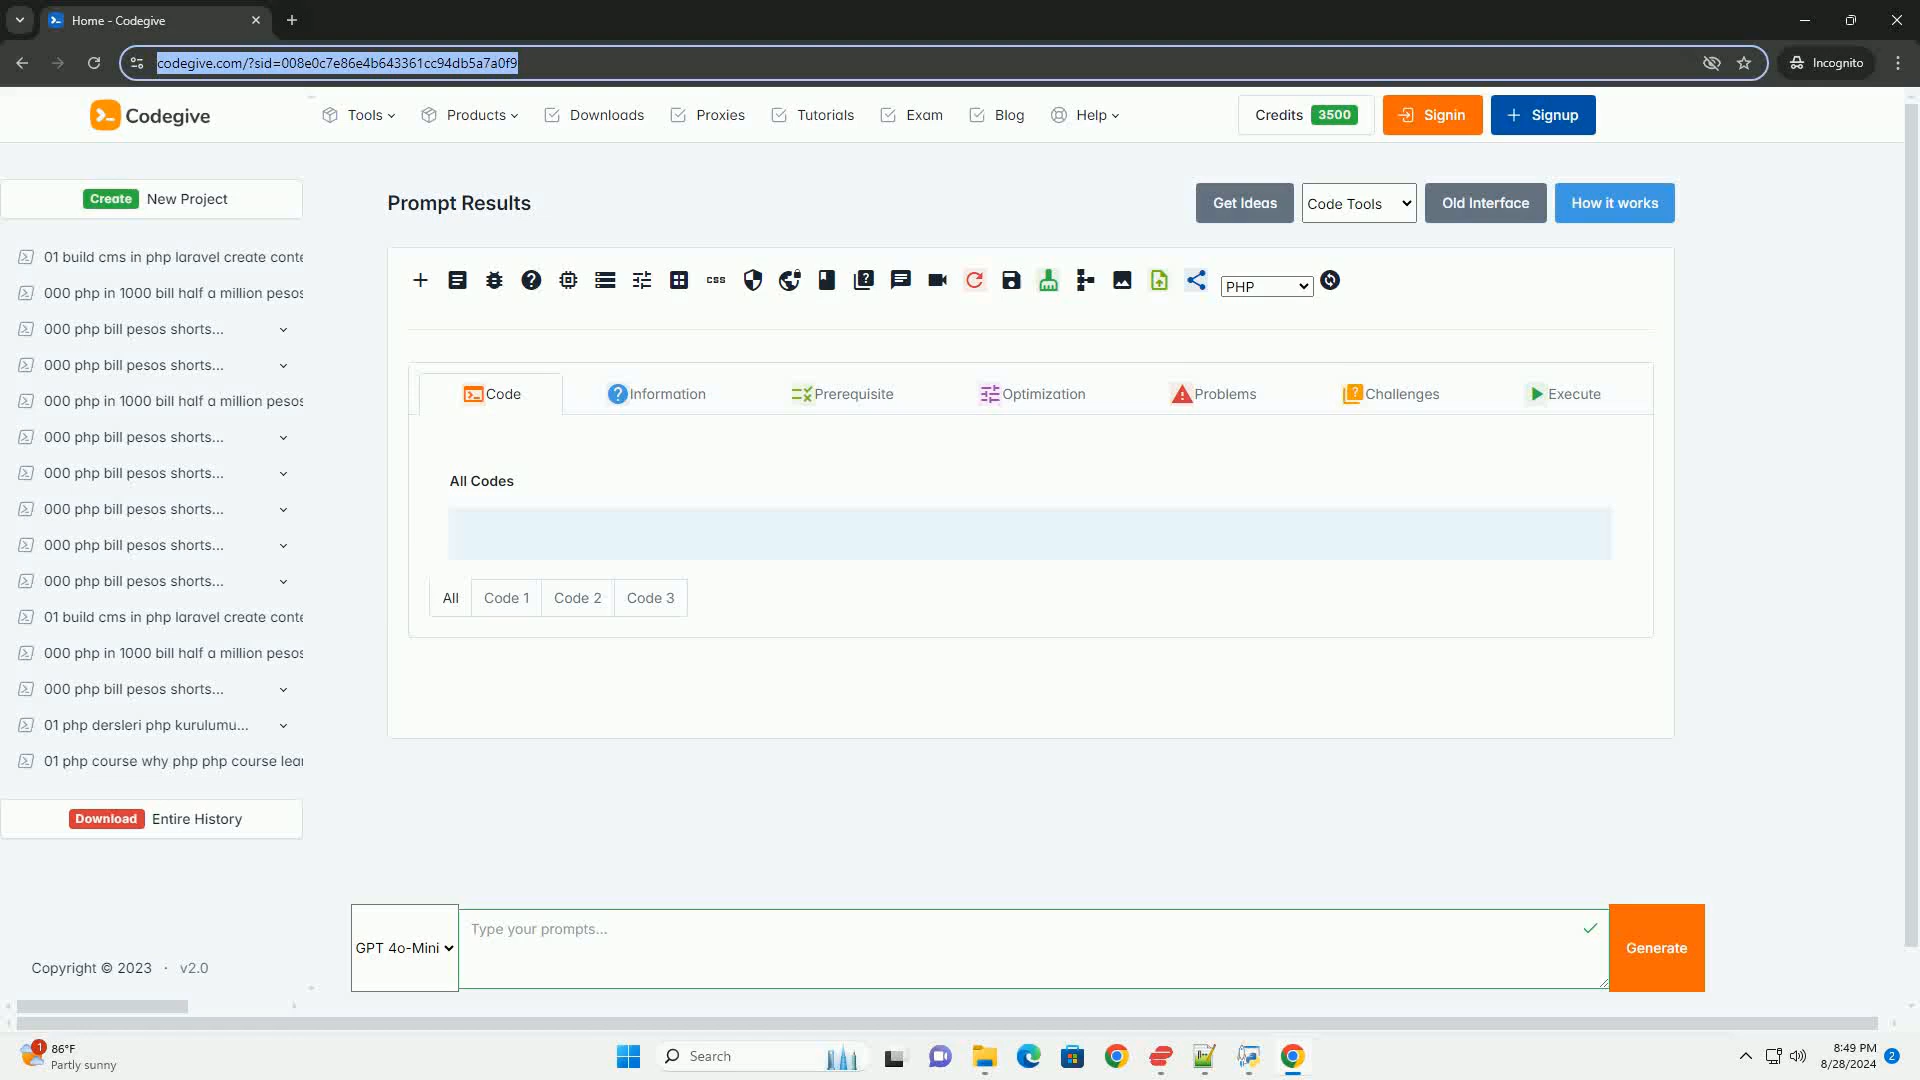 Home - Codegive
codegive.com/?sid=008e0c7e86e4b643361cc94db5a7a0f9
Incognito
Codegive
Tools
Products
Downloads
Proxies
Tutorials
Exam
Blog
Help
Credits 3500
Signin
Signup
Create New Project
01 build cms in php laravel create conte
000 php in 1000 bill half a million pesos
000 php bill pesos shorts...
000 php bill pesos shorts...
000 php in 1000 bill half a million pesos
000 php bill pesos shorts...
000 php bill pesos shorts...
000 php bill pesos shorts...
000 php bill pesos shorts...
000 php bill pesos shorts...
01 build cms in php laravel create conte
000 php in 1000 bill half a million pesos
000 php bill pesos shorts...
01 php dersleri php kurulumu...
01 php course why php php course lear
Download Entire History
Copyright © 2023 · v2.0
Prompt Results
Get Ideas
Code Tools
Old Interface
How it works
css
PHP
Code
Information
Prerequisite
Optimization
Problems
Challenges
Execute
All Codes
All
Code 1
Code 2
Code 3
GPT 4o-Mini
Type your prompts...
Generate
1
86°F
Partly sunny
Search
8:49 PM
8/28/2024
2